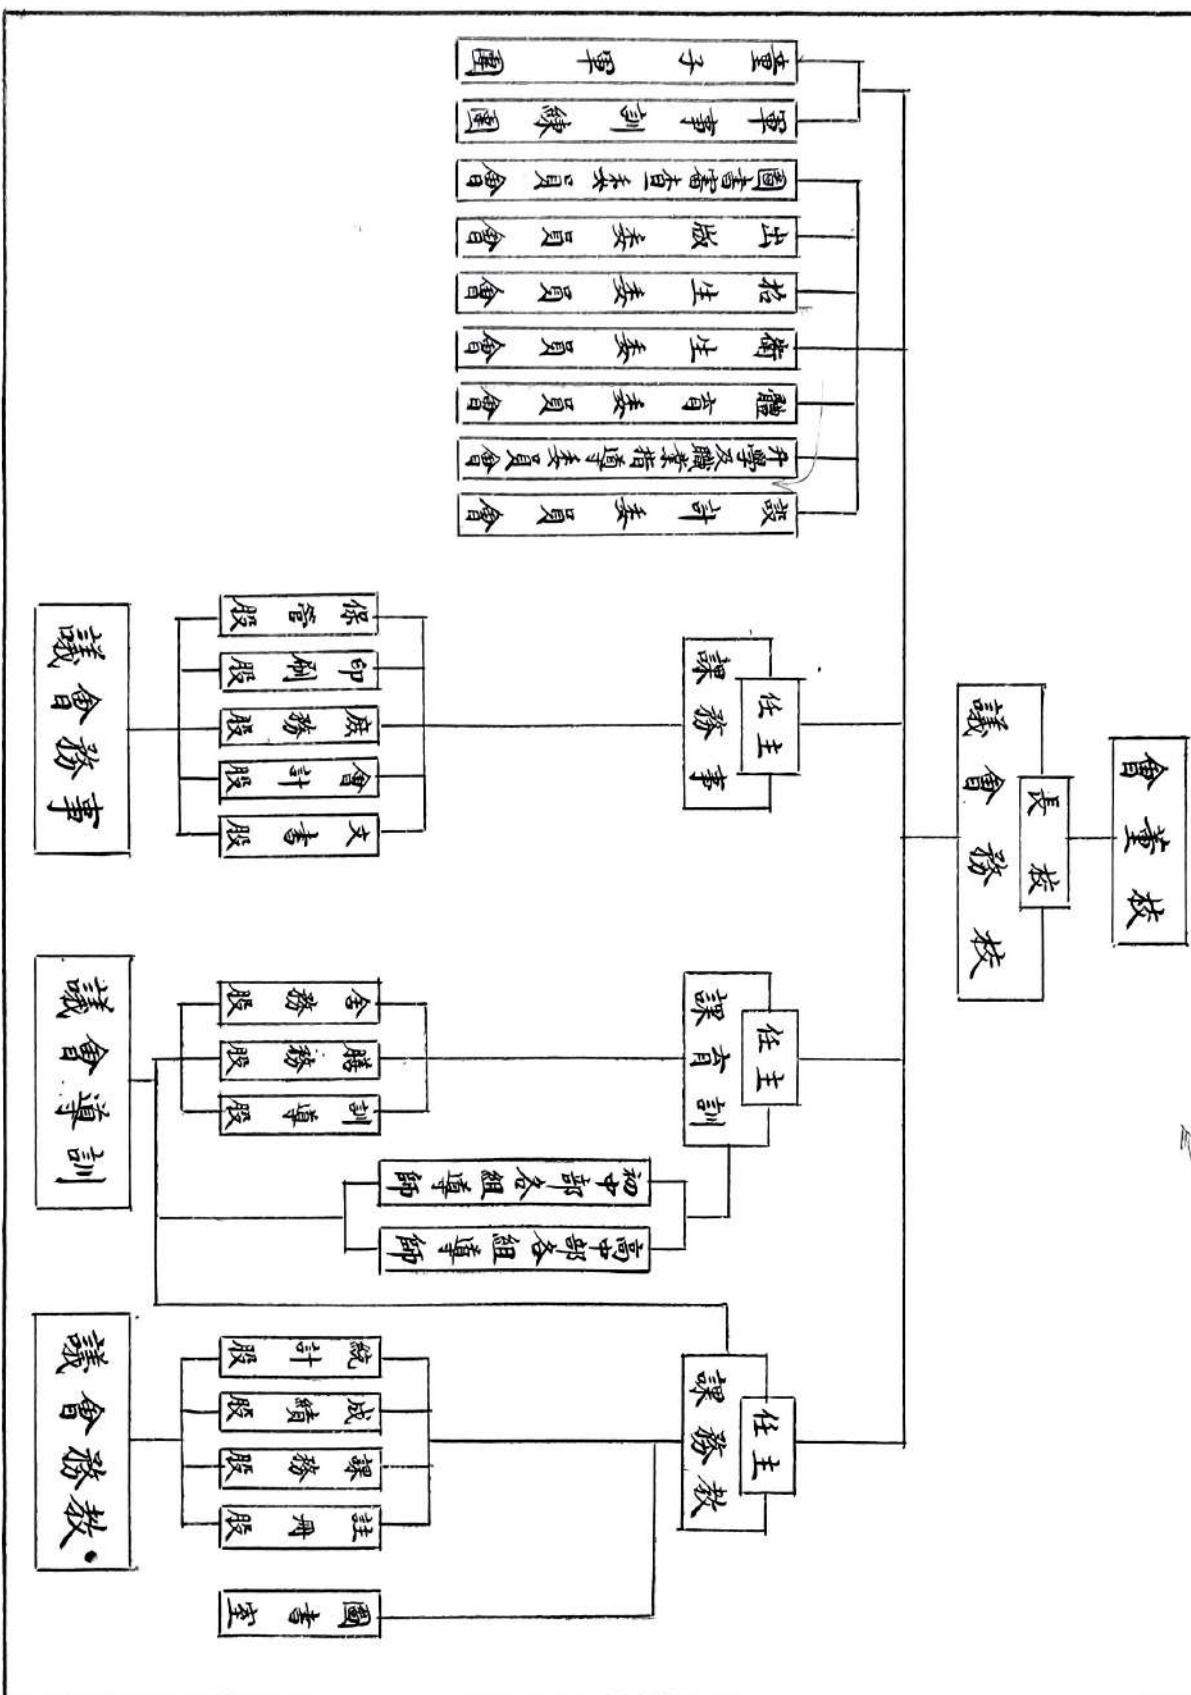 校董會
校長
校務會議
主任
教務課
主任
訓育課
主任
事務課
設計委員會
升學及職業指導委員會
體育委員會
衛生委員會
招生委員會
出版委員會
圖書審查委員會
軍事訓練團
童子軍團
高中部各組導師
初中部各組導師
圖書室
註冊股
課務股
成績股
統計股
訓導股
膳務股
舍務股
文書股
會計股
庶務股
印刷股
保管股
教務會議
訓導會議
事務會議